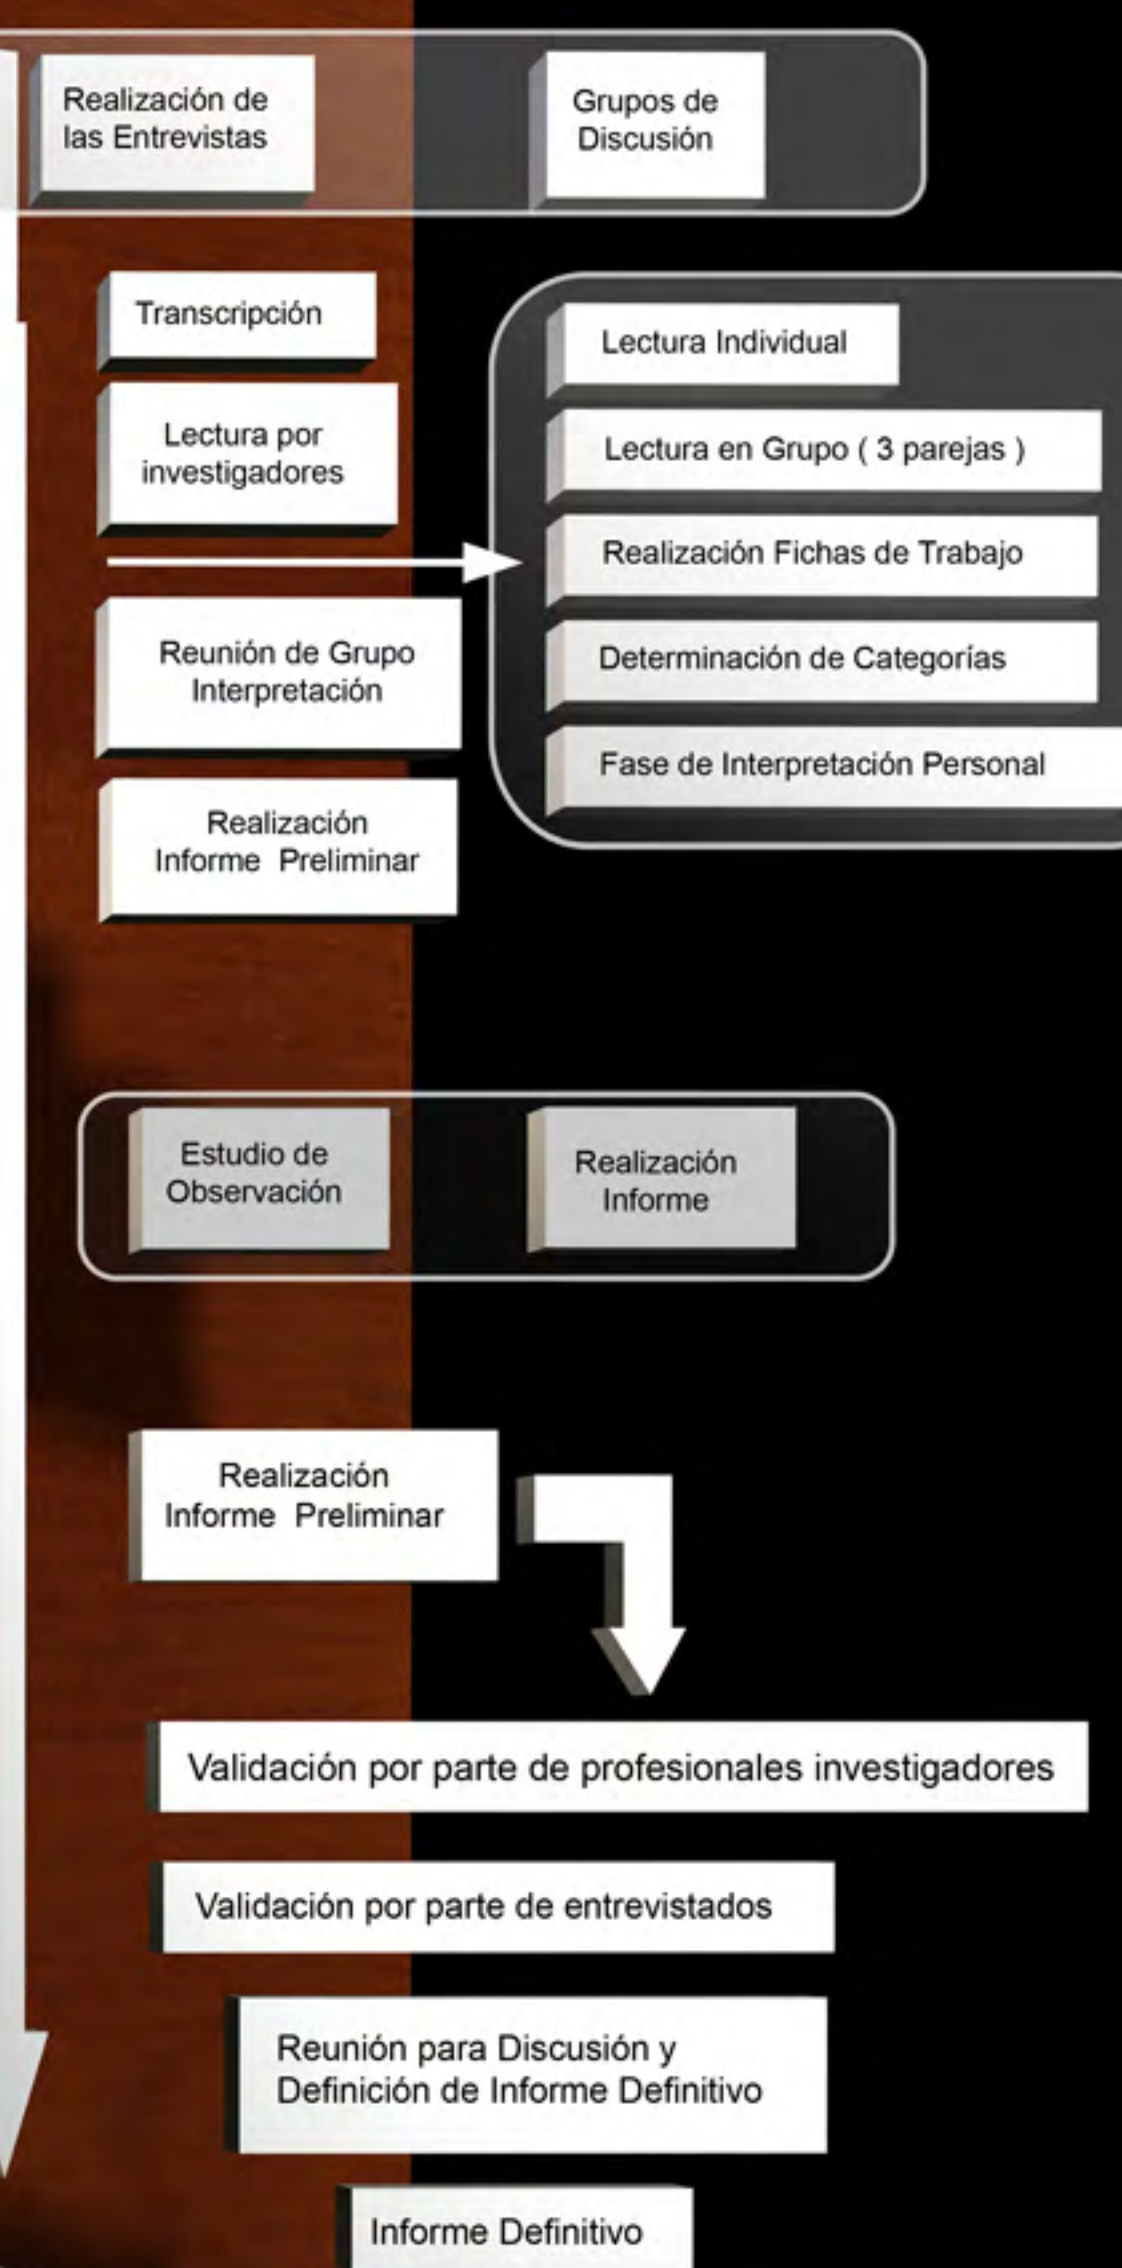 Realización de
las Entrevistas
Grupos de
Discusión
Transcripción
Lectura por
investigadores
Reunión de Grupo
Interpretación
Realización
Informe Preliminar
Lectura Individual
Lectura en Grupo ( 3 parejas )
Realización Fichas de Trabajo
Determinación de Categorías
Fase de Interpretación Personal
Estudio de
Observación
Realización
Informe
Realización
Informe Preliminar
Validación por parte de profesionales investigadores
Validación por parte de entrevistados
Reunión para Discusión y
Definición de Informe Definitivo
Informe Definitivo